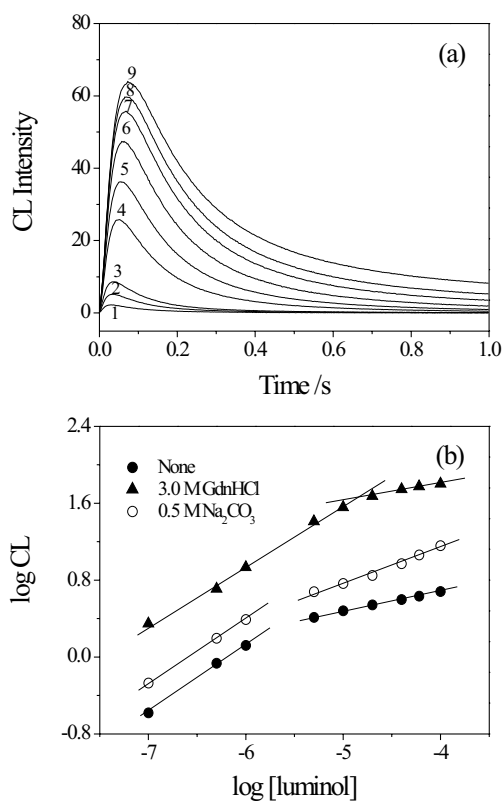 80
(a)
9
8
7
60
6
CL Intensity
40
5
4
20
3
2
1
0
0.0 0.2 0.4 0.6 0.8 1.0
Time /s
2.4
(b)
None
3.0 M GdnHCl
0.5 M Na₂CO₃
1.6
log CL
0.8
0.0
-0.8
-7 -6 -5 -4
log [luminol]